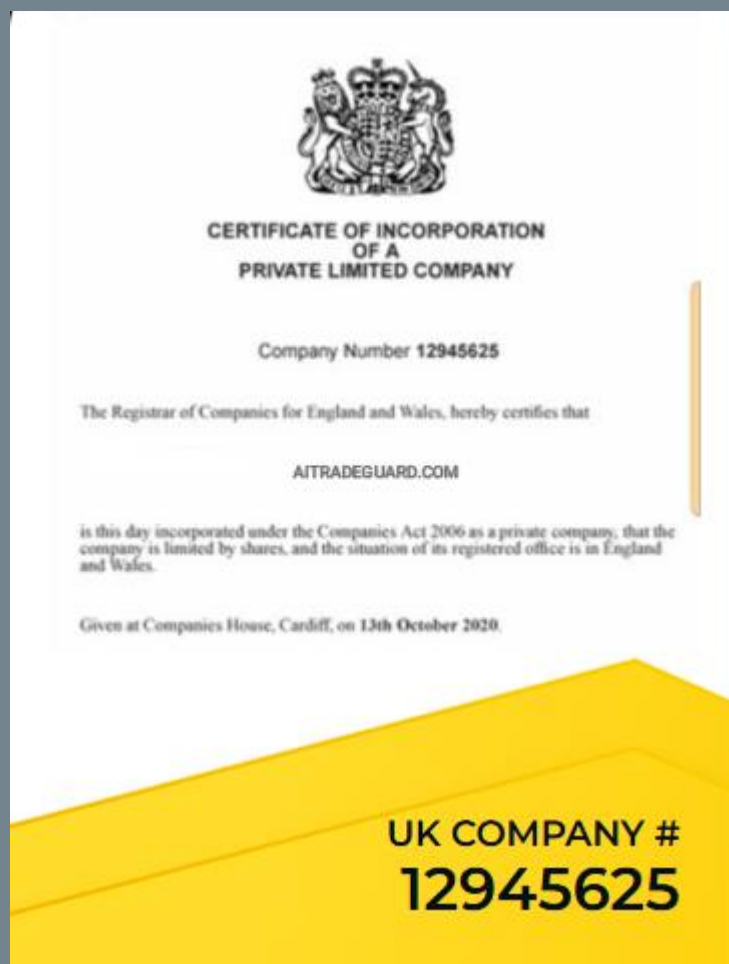 CERTIFICATE OF INCORPORATION
OF A
PRIVATE LIMITED COMPANY
Company Number 12945625
The Registrar of Companies for England and Wales, hereby certifies that
AITRADEGUARD.COM
is this day incorporated under the Companies Act 2006 as a private company, that the
company is limited by shares, and the situation of its registered office is in England
and Wales.
Given at Companies House, Cardiff, on 13th October 2020.
UK COMPANY #
12945625